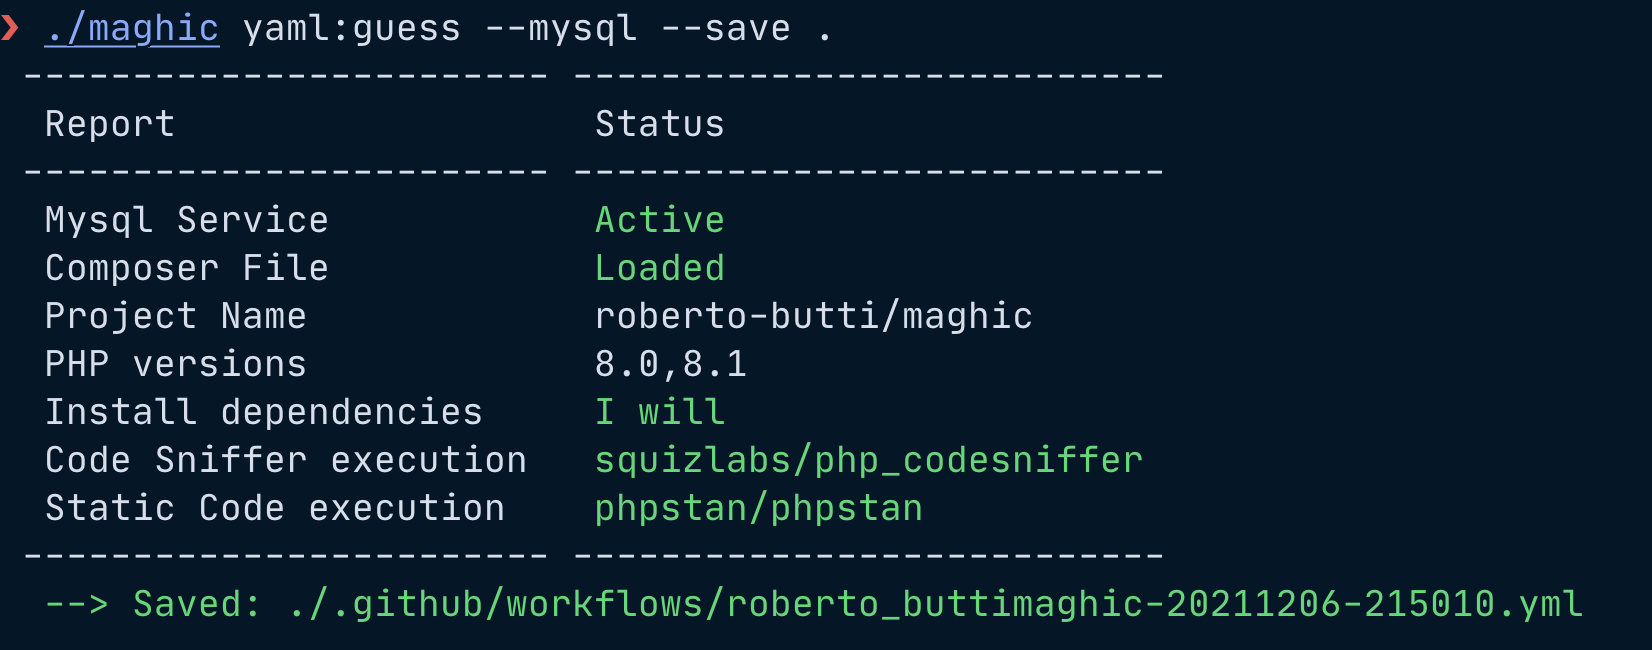 ❯ ./maghic yaml:guess --mysql --save .
------------------------ ---------------------------
Report Status
------------------------ ---------------------------
Mysql Service Active
Composer File Loaded
Project Name roberto-butti/maghic
PHP versions 8.0,8.1
Install dependencies I will
Code Sniffer execution squizlabs/php_codesniffer
Static Code execution phpstan/phpstan
------------------------ ---------------------------
--> Saved: ./.github/workflows/roberto_buttimaghic-20211206-215010.yml